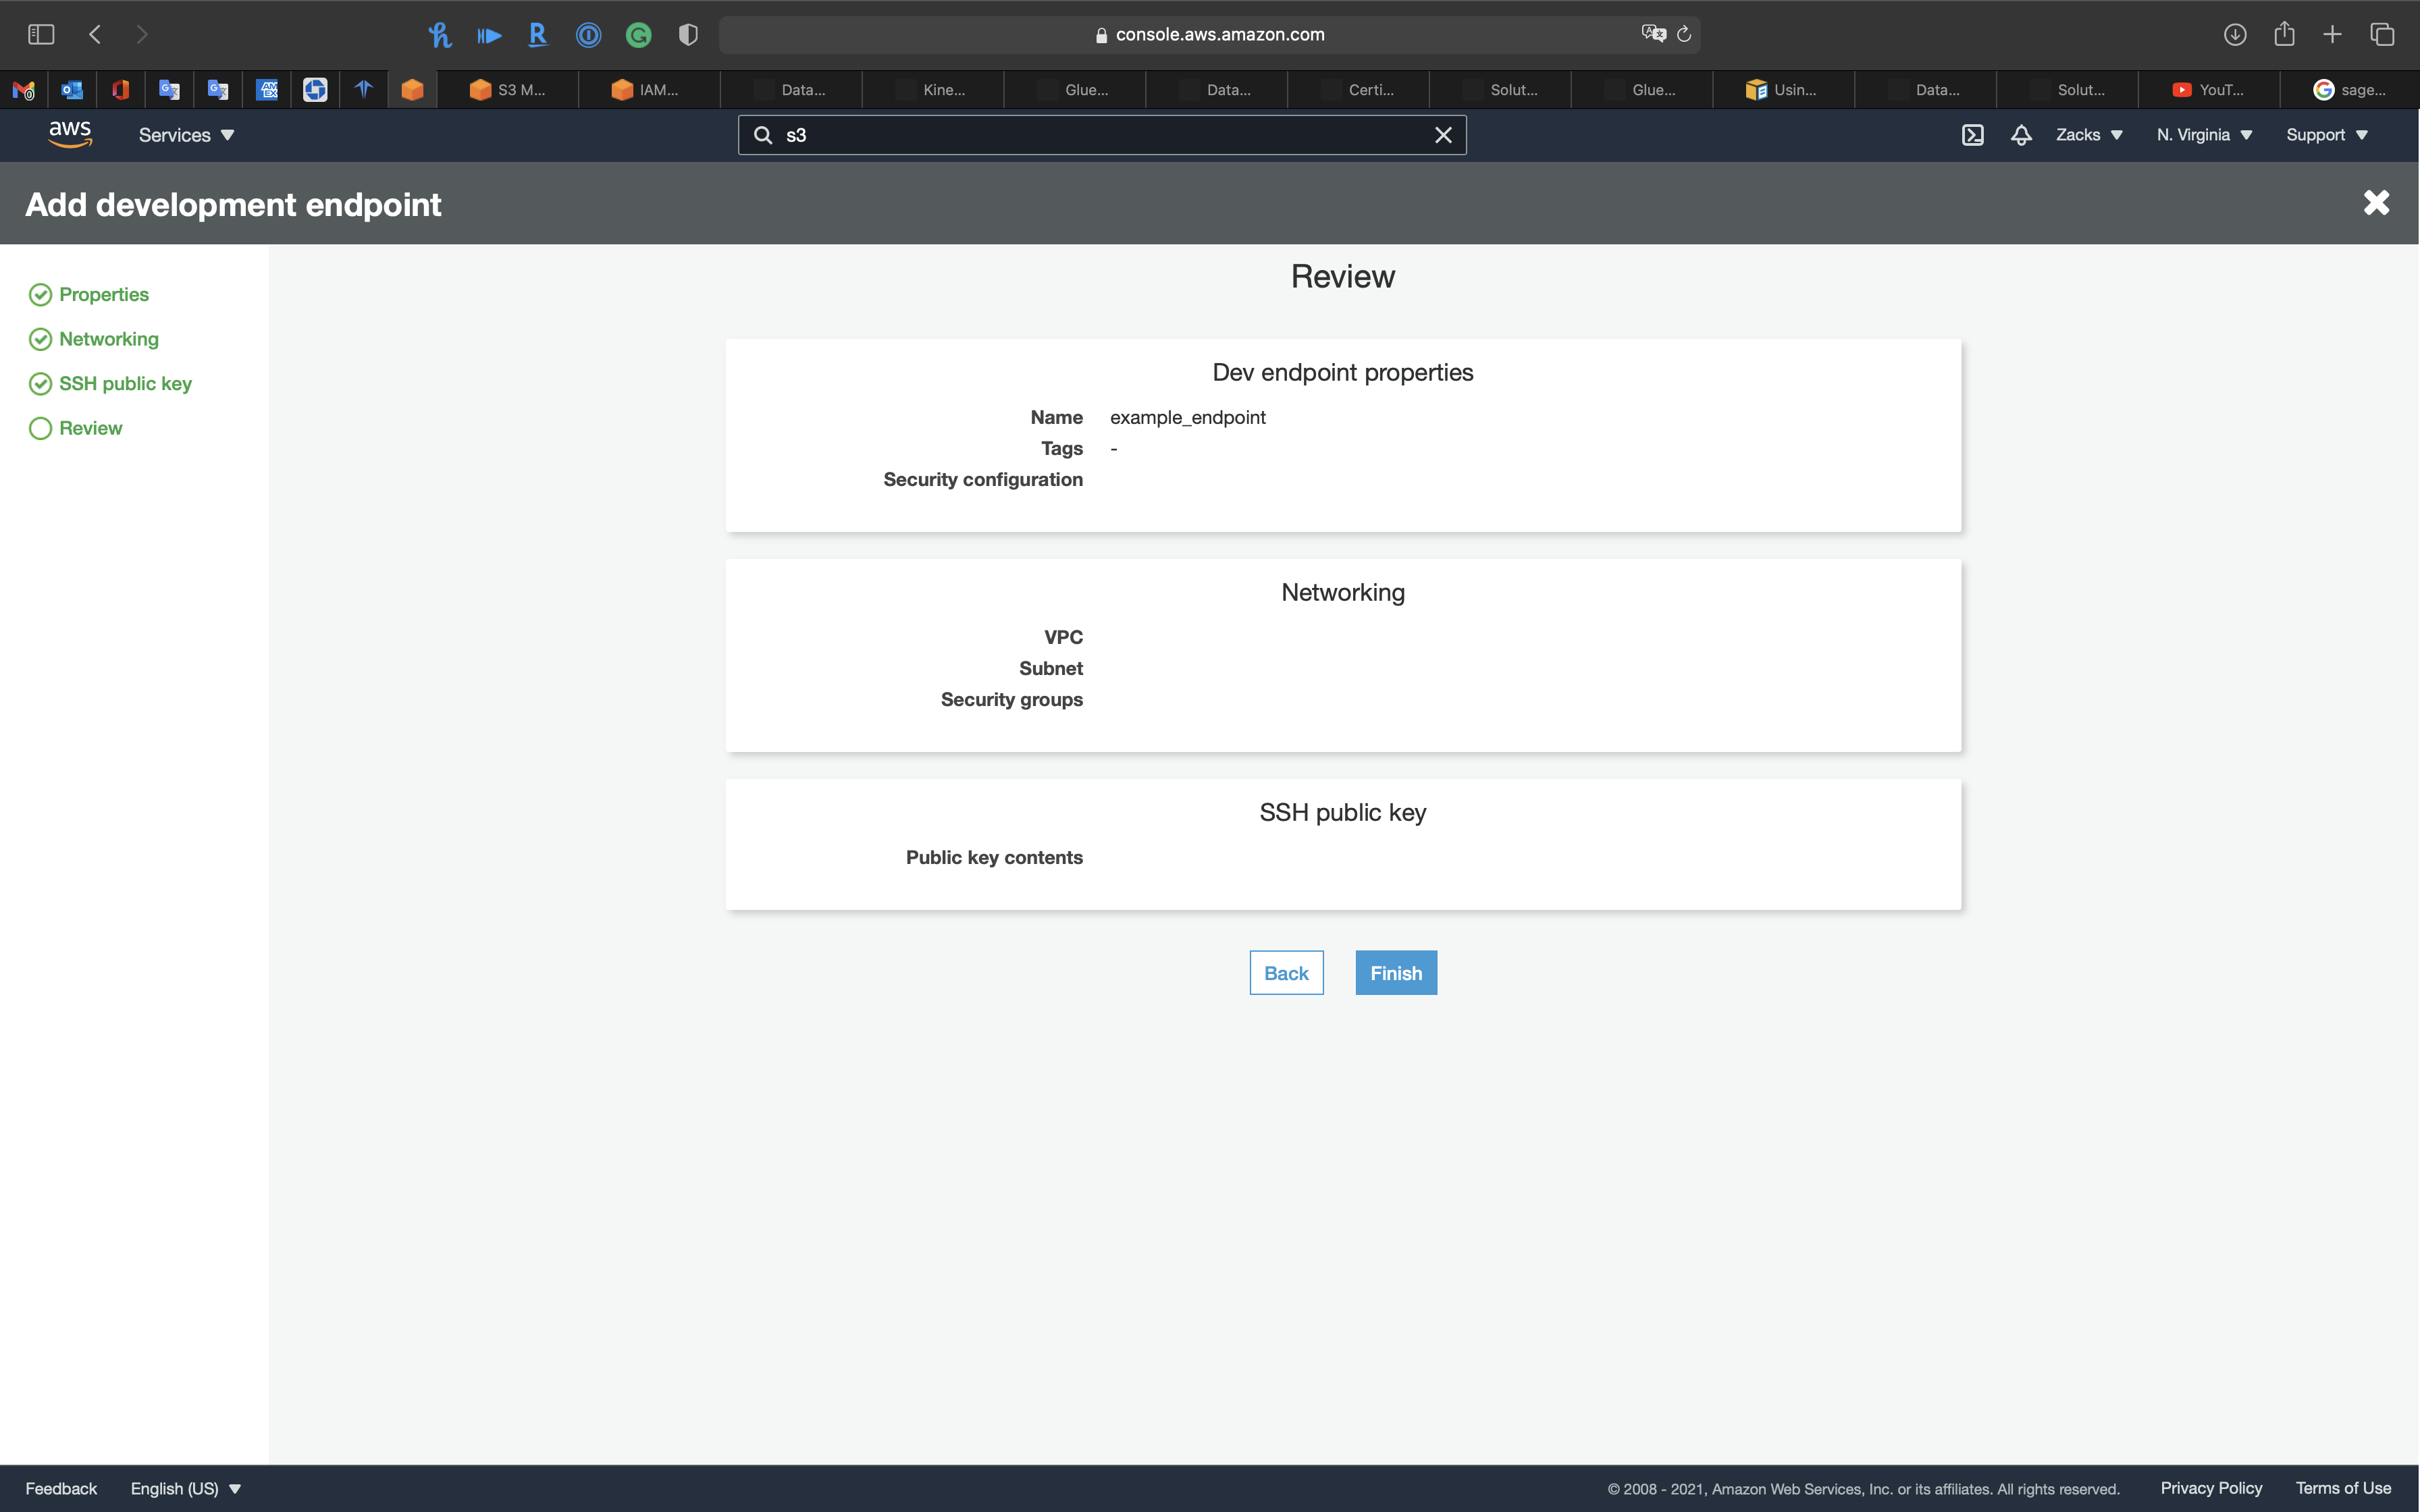 console.aws.amazon.com
S3 M...
IAM...
Data...
Kine...
Glue...
Data...
Certi...
Solut...
Glue...
Usin...
Data...
Solut...
YouT...
sage...
aws
Services
s3
Zacks
N. Virginia
Support
Add development endpoint
Properties
Networking
SSH public key
Review
Review
Dev endpoint properties
Name example_endpoint
Tags -
Security configuration
Networking
VPC
Subnet
Security groups
SSH public key
Public key contents
Back
Finish
Feedback
English (US)
© 2008 - 2021, Amazon Web Services, Inc. or its affiliates. All rights reserved.
Privacy Policy
Terms of Use